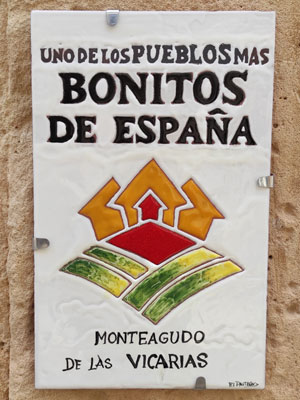 UNO DE LOS PUEBLOS MAS
BONITOS
DE ESPAÑA
MONTEAGUDO
DE LAS VICARIAS